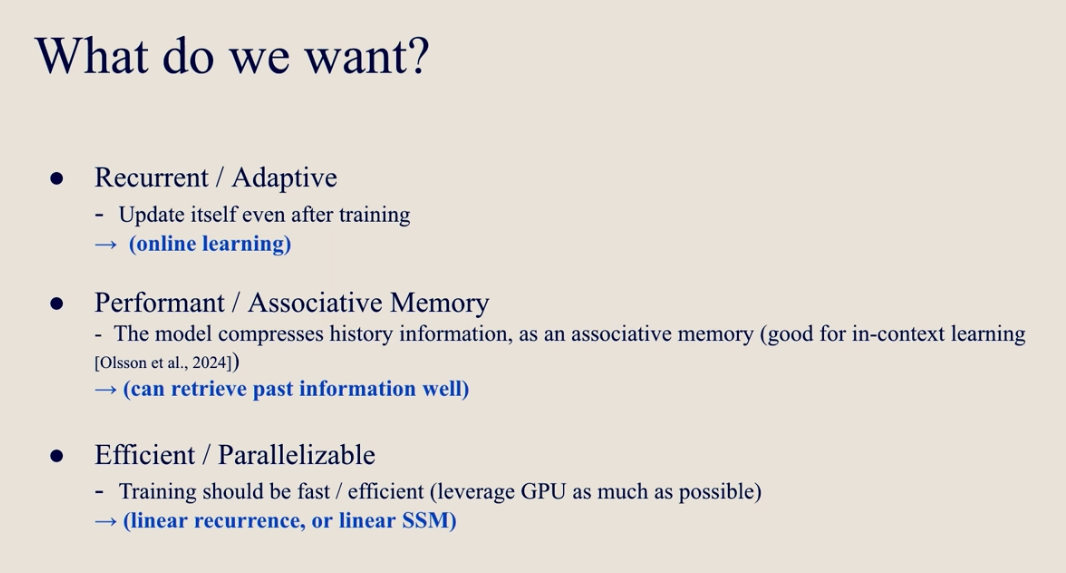 What do we want?
● Recurrent / Adaptive
- Update itself even after training
→ (online learning)
● Performant / Associative Memory
- The model compresses history information, as an associative memory (good for in-context learning
[Olsson et al., 2024])
→ (can retrieve past information well)
● Efficient / Parallelizable
- Training should be fast / efficient (leverage GPU as much as possible)
→ (linear recurrence, or linear SSM)